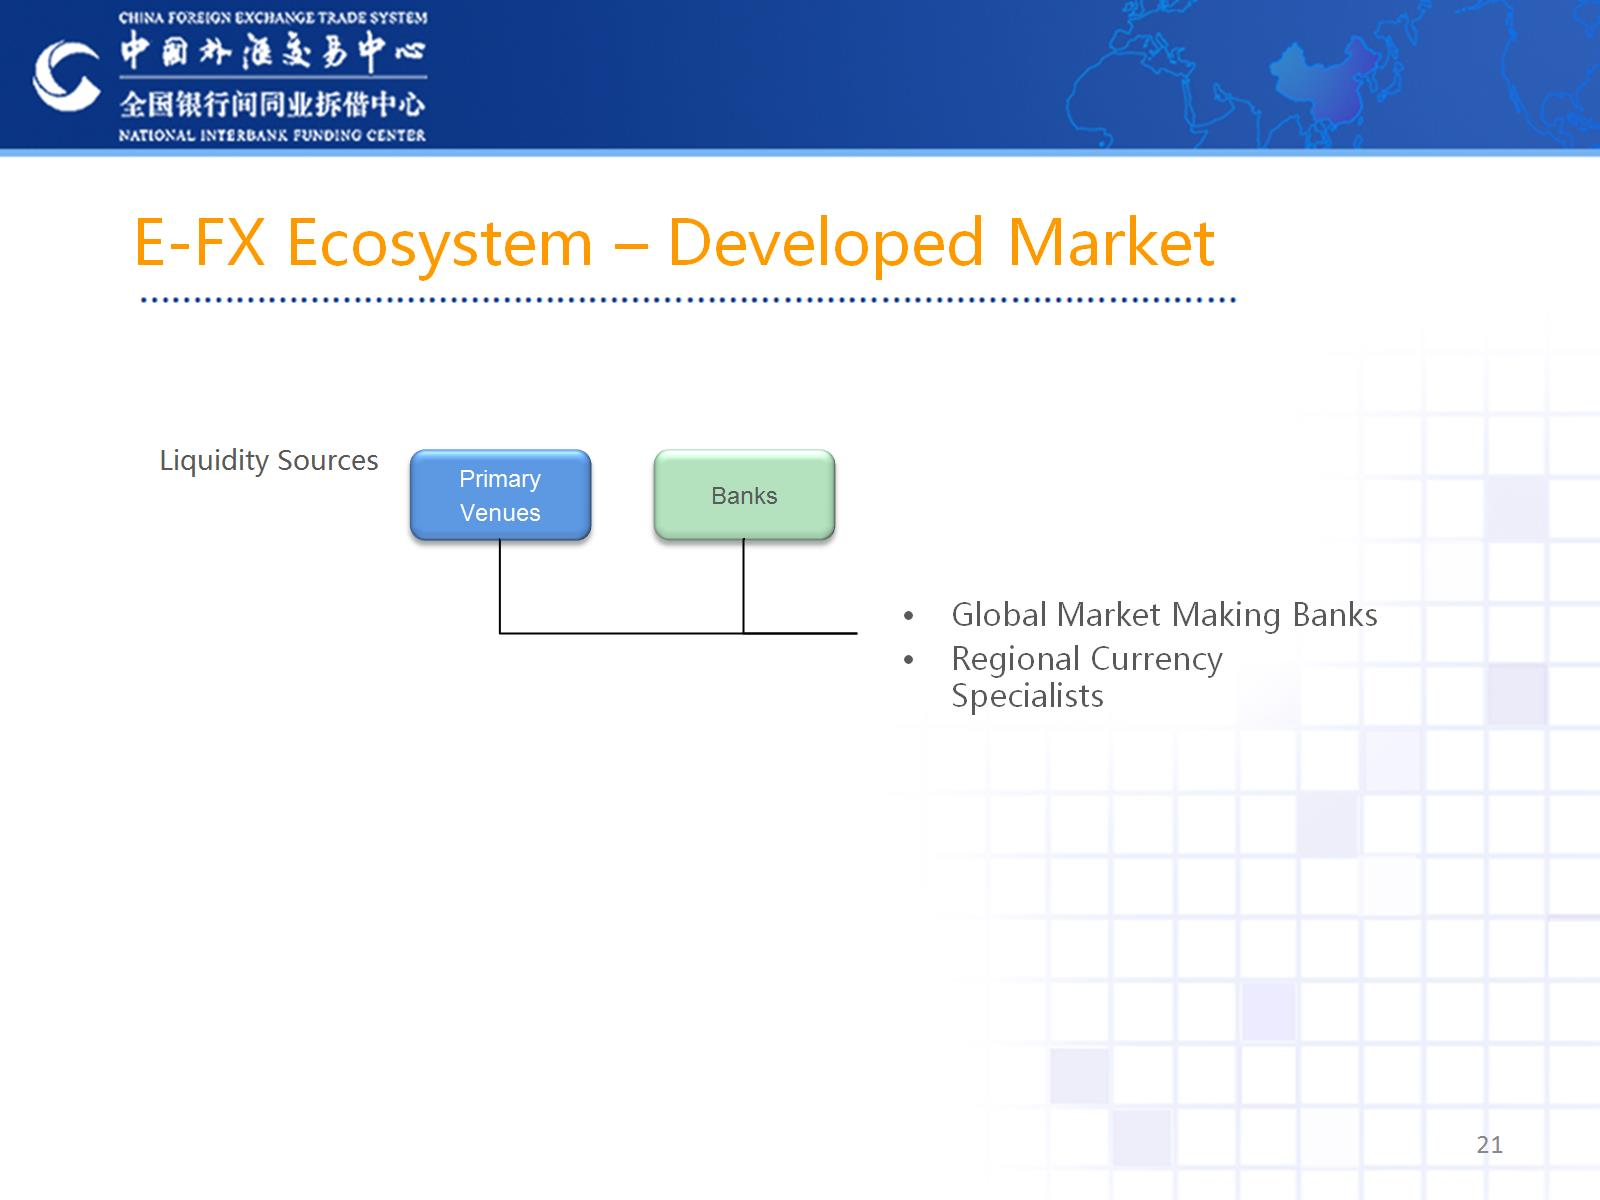 CHINA FOREIGN EXCHANGE TRADE SYSTEM
中国外汇交易中心
全国银行间同业拆借中心
NATIONAL INTERBANK FUNDING CENTER
E-FX Ecosystem – Developed Market
Liquidity Sources
Primary
Venues
Banks
• Global Market Making Banks
• Regional Currency
Specialists
21